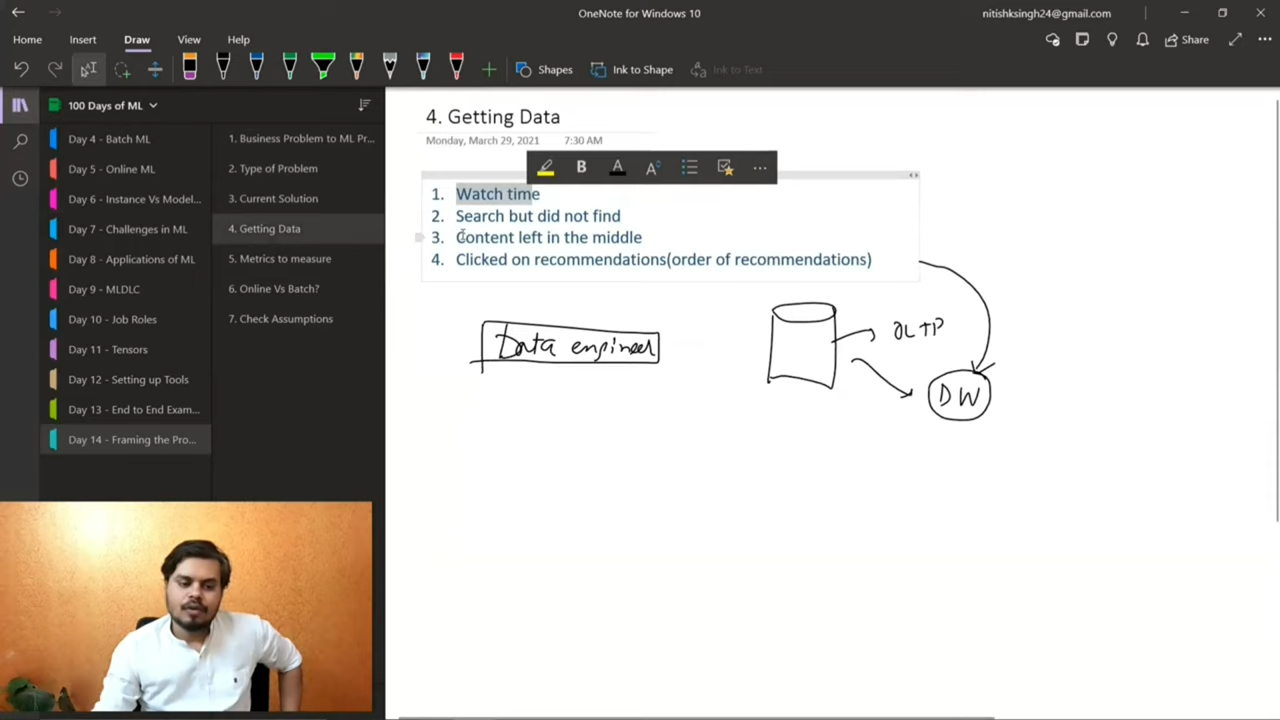 OneNote for Windows 10
nitishksingh24@gmail.com
Home
Insert
Draw
View
Help
Share
Shapes
Ink to Shape
Ink to Text
100 Days of ML
Day 4 - Batch ML
Day 5 - Online ML
Day 6 - Instance Vs Model...
Day 7 - Challenges in ML
Day 8 - Applications of ML
Day 9 - MLDLC
Day 10 - Job Roles
Day 11 - Tensors
Day 12 - Setting up Tools
Day 13 - End to End Exam...
Day 14 - Framing the Pro...
1. Business Problem to ML Pr...
2. Type of Problem
3. Current Solution
4. Getting Data
5. Metrics to measure
6. Online Vs Batch?
7. Check Assumptions
4. Getting Data
Monday, March 29, 2021 7:30 AM
B A A
1. Watch time
2. Search but did not find
3. Content left in the middle
4. Clicked on recommendations(order of recommendations)
Data engineer
OLTP
DW